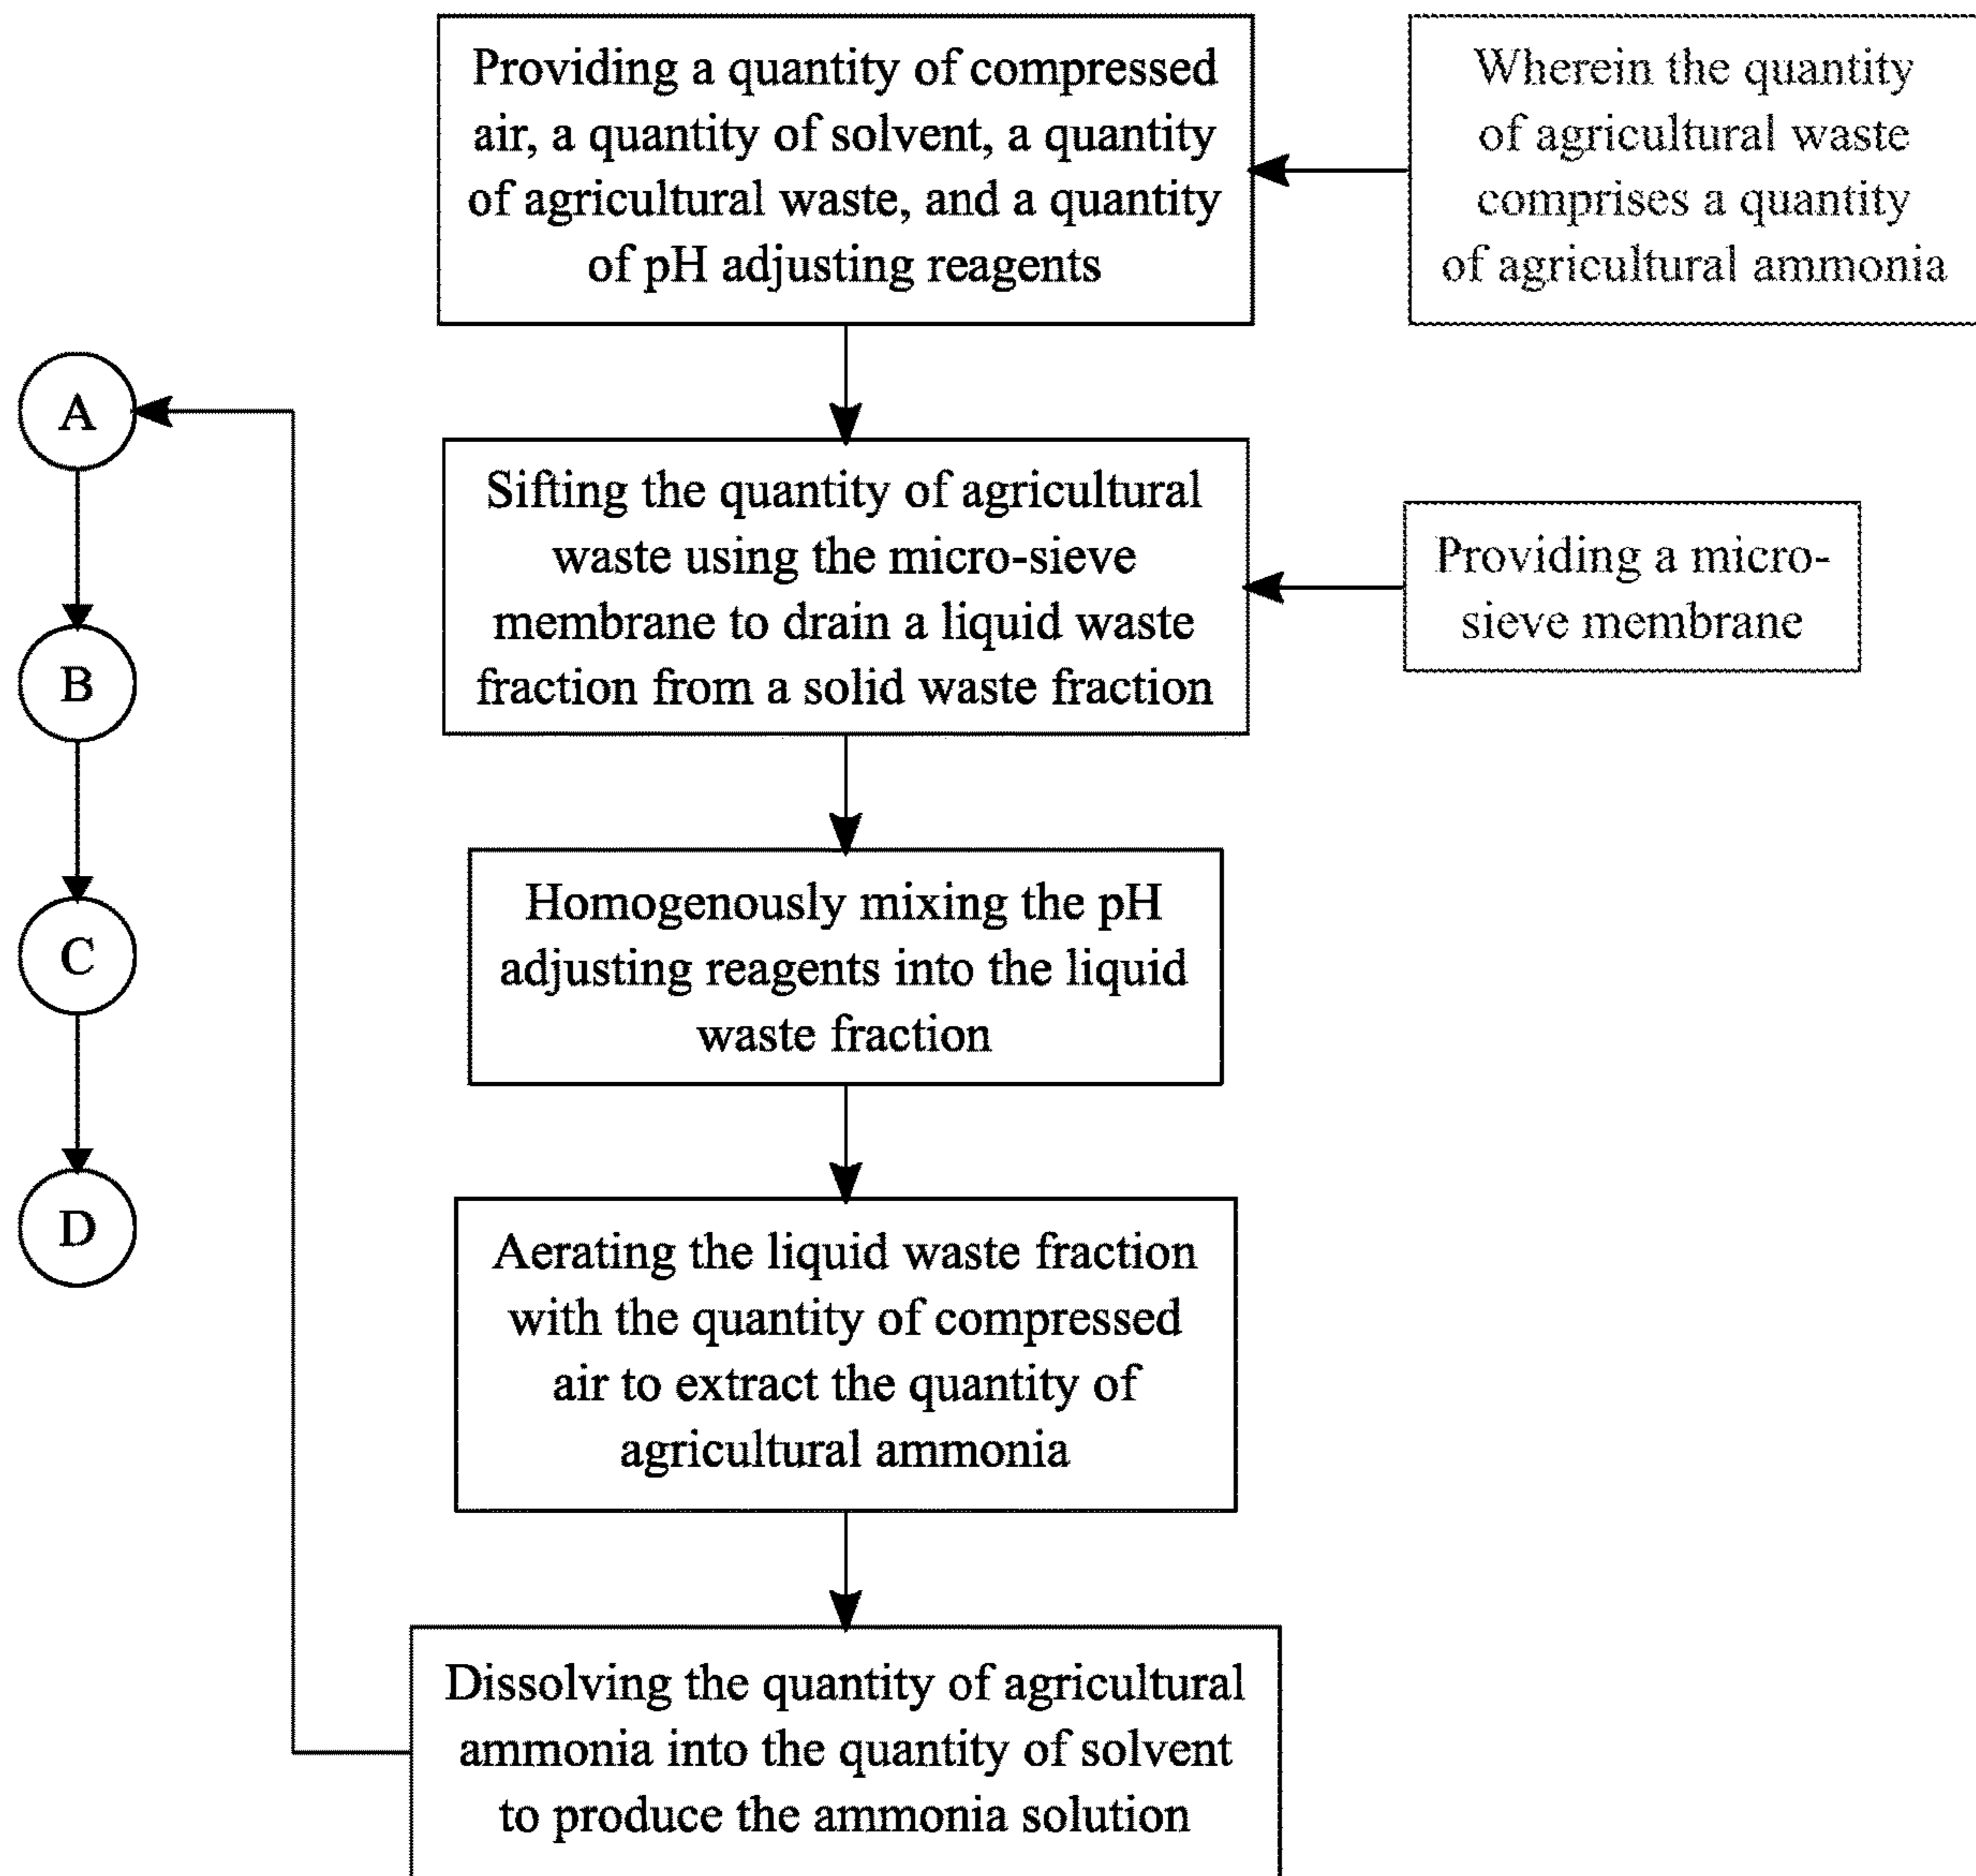 Providing a quantity of compressed
air, a quantity of solvent, a quantity
of agricultural waste, and a quantity
of pH adjusting reagents
Wherein the quantity
of agricultural waste
comprises a quantity
of agricultural ammonia
A
B
C
D
Sifting the quantity of agricultural
waste using the micro-sieve
membrane to drain a liquid waste
fraction from a solid waste fraction
Providing a micro-
sieve membrane
Homogenously mixing the pH
adjusting reagents into the liquid
waste fraction
Aerating the liquid waste fraction
with the quantity of compressed
air to extract the quantity of
agricultural ammonia
Dissolving the quantity of agricultural
ammonia into the quantity of solvent
to produce the ammonia solution